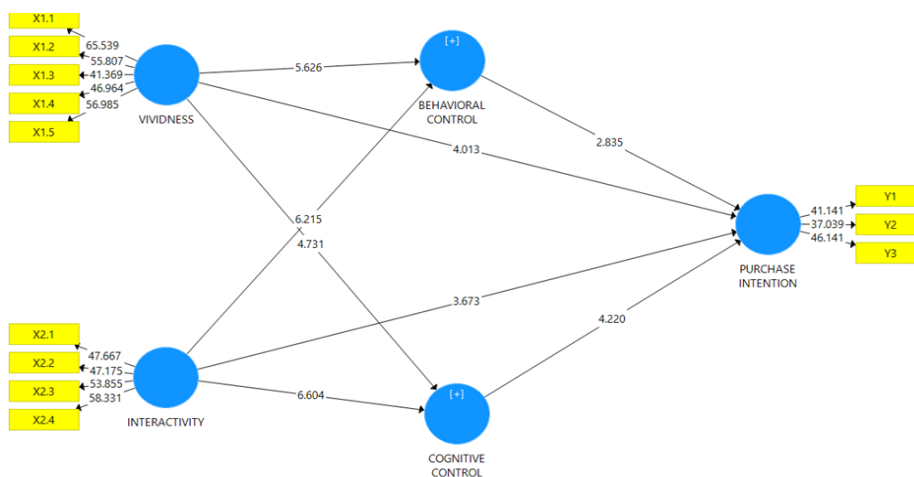 X1.1
X1.2
X1.3
X1.4
X1.5
65.539
55.807
41.369
46.964
56.985
VIVIDNESS
5.626
[+]
BEHAVIORAL
CONTROL
2.835
4.013
6.215
4.731
41.141
37.039
46.141
Y1
Y2
Y3
PURCHASE
INTENTION
3.673
4.220
X2.1
X2.2
X2.3
X2.4
47.667
47.175
53.855
58.331
INTERACTIVITY
6.604
[+]
COGNITIVE
CONTROL